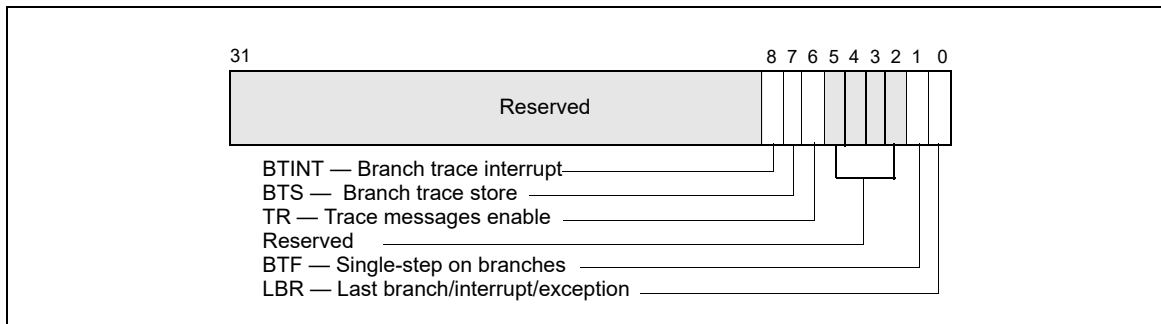 31 8 7 6 5 4 3 2 1 0
Reserved
BTINT — Branch trace interrupt
BTS — Branch trace store
TR — Trace messages enable
Reserved
BTF — Single-step on branches
LBR — Last branch/interrupt/exception